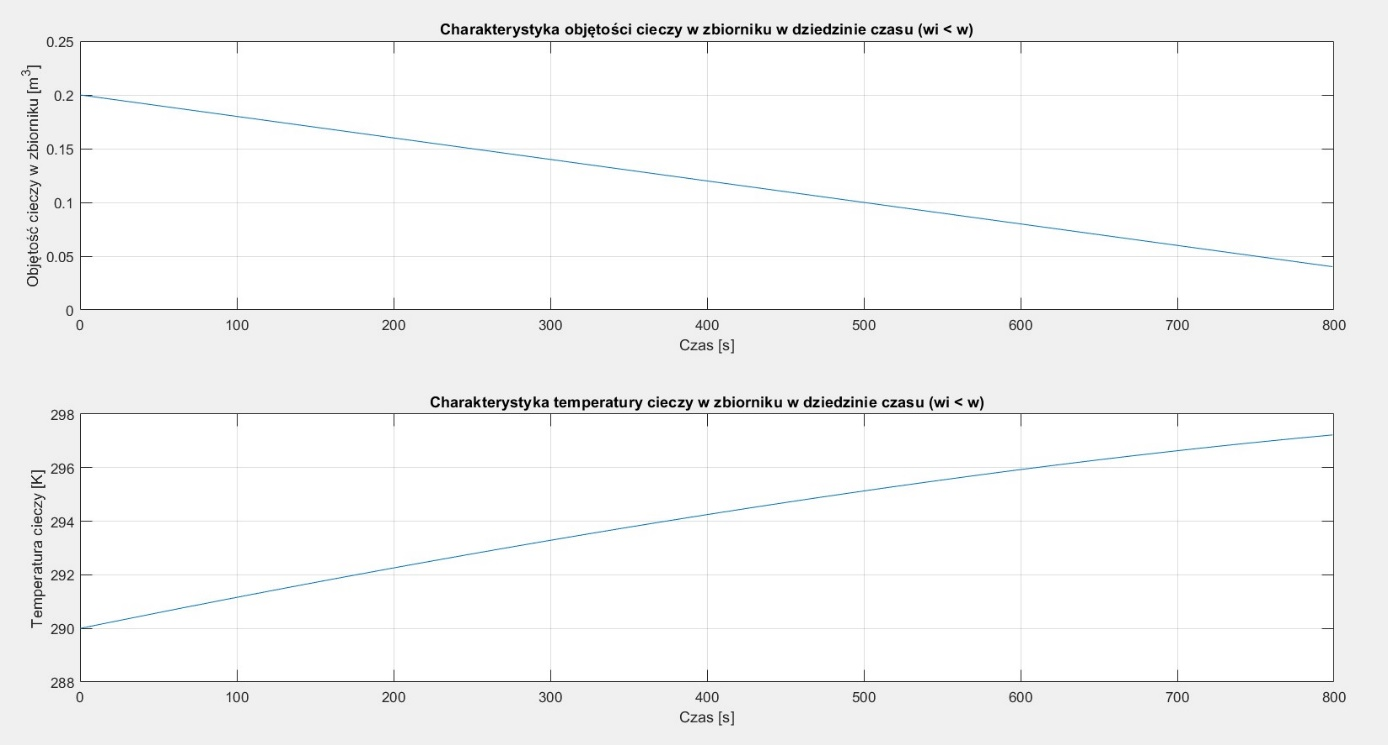 Charakterystyka objętości cieczy w zbiorniku w dziedzinie czasu (wi < w)
Objętość cieczy w zbiorniku [m^3]
0.25
0.2
0.15
0.1
0.05
0
0 100 200 300 400 500 600 700 800
Czas [s]
Charakterystyka temperatury cieczy w zbiorniku w dziedzinie czasu (wi < w)
Temperatura cieczy [K]
298
296
294
292
290
288
0 100 200 300 400 500 600 700 800
Czas [s]